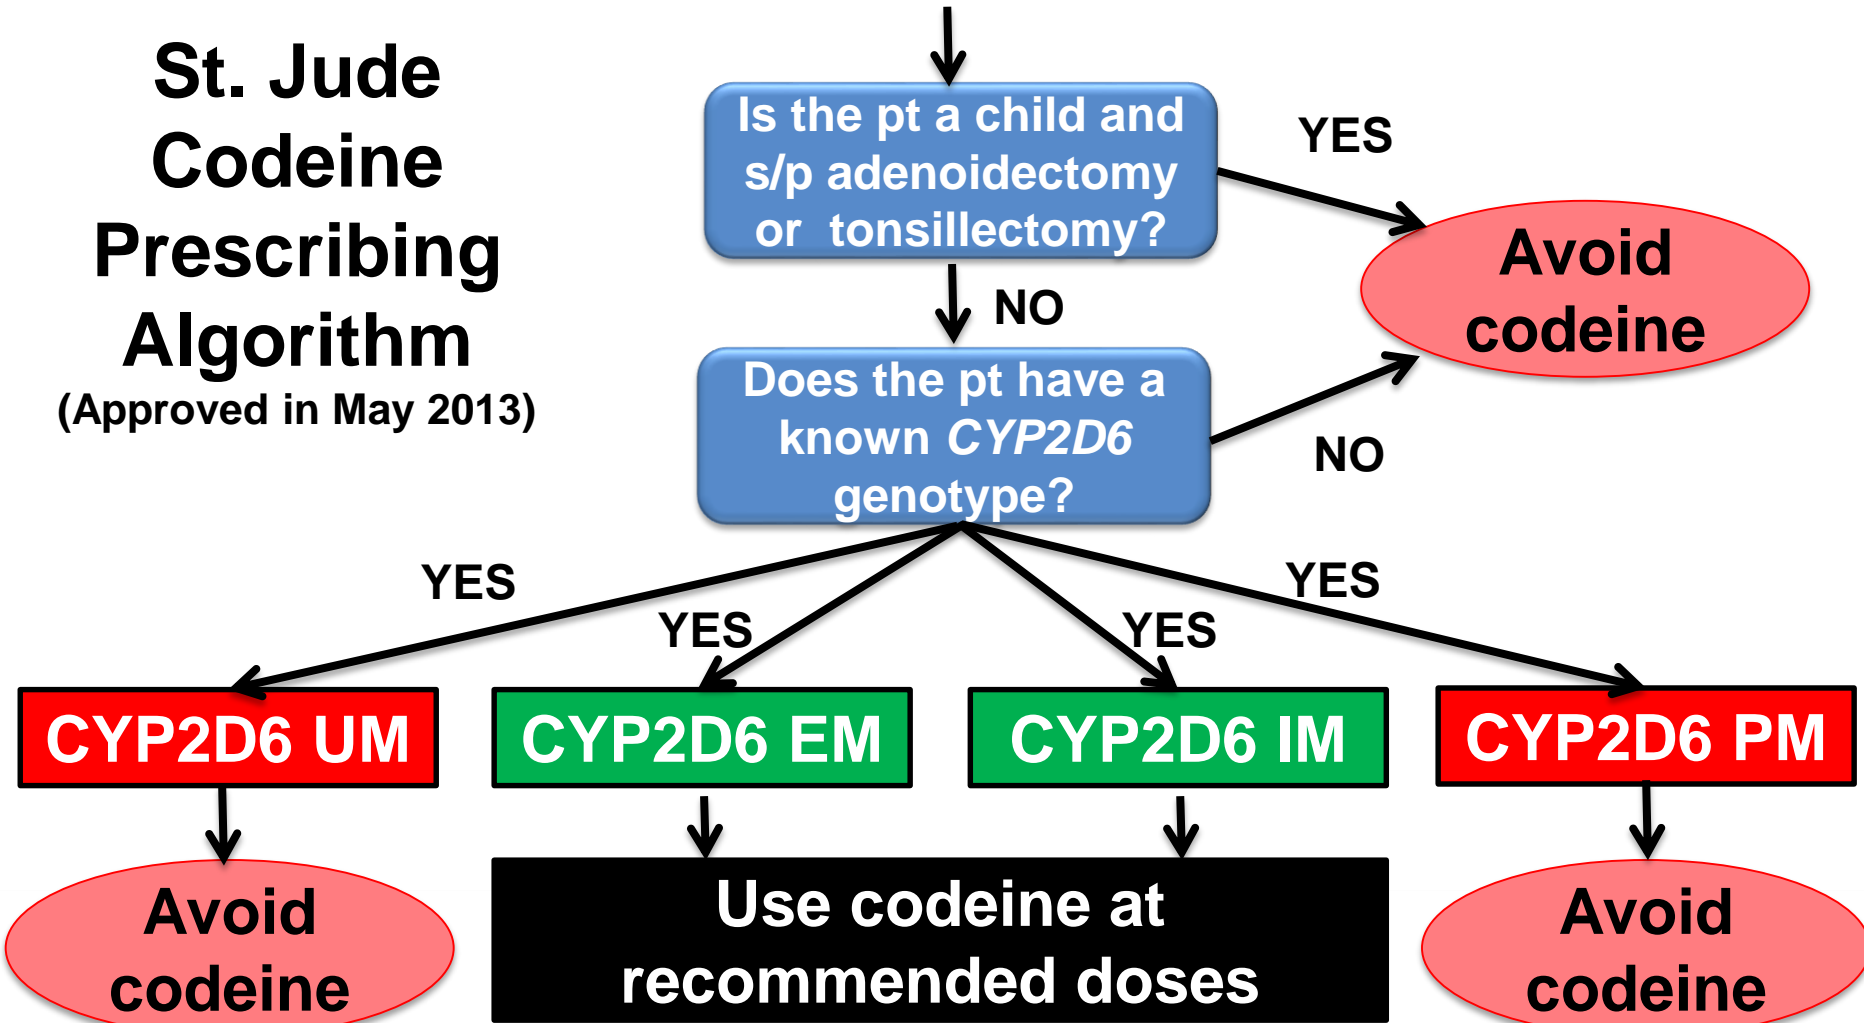 St. Jude
Codeine
Prescribing
Algorithm
(Approved in May 2013)
Is the pt a child and
s/p adenoidectomy
or tonsillectomy?
YES
Avoid
codeine
NO
Does the pt have a
known CYP2D6
genotype?
NO
YES
YES
YES
YES
CYP2D6 UM
CYP2D6 EM
CYP2D6 IM
CYP2D6 PM
Avoid
codeine
Use codeine at
recommended doses
Avoid
codeine